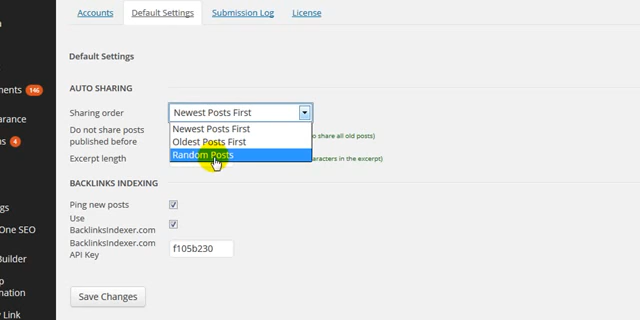 Accounts Default Settings Submission Log License
ments 146
arance
s 4
gs
One SEO
Builder
p
mation
y Link
Default Settings
AUTO SHARING
Sharing order Newest Posts First
Newest Posts First
Oldest Posts First
Random Posts
Do not share posts
published before o share all old posts)
Excerpt length aracters in the excerpt)
BACKLINKS INDEXING
Ping new posts
Use
BacklinksIndexer.com
BacklinksIndexer.com
API Key f105b230
Save Changes